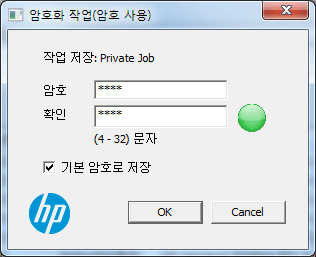 암호화 작업(암호 사용)
작업 저장: Private Job
암호 ****
확인 ****
(4 - 32) 문자
기본 암호로 저장
hp
OK Cancel